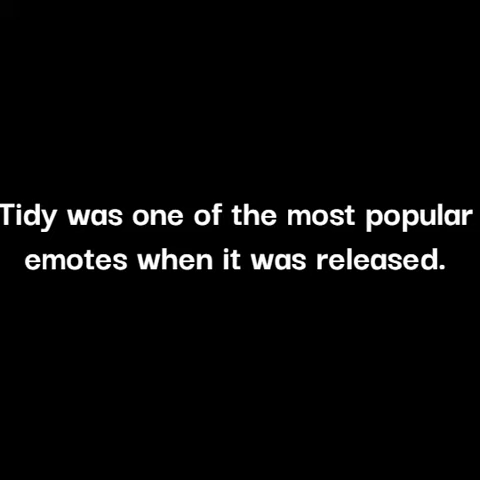 Tidy was one of the most popular
emotes when it was released.